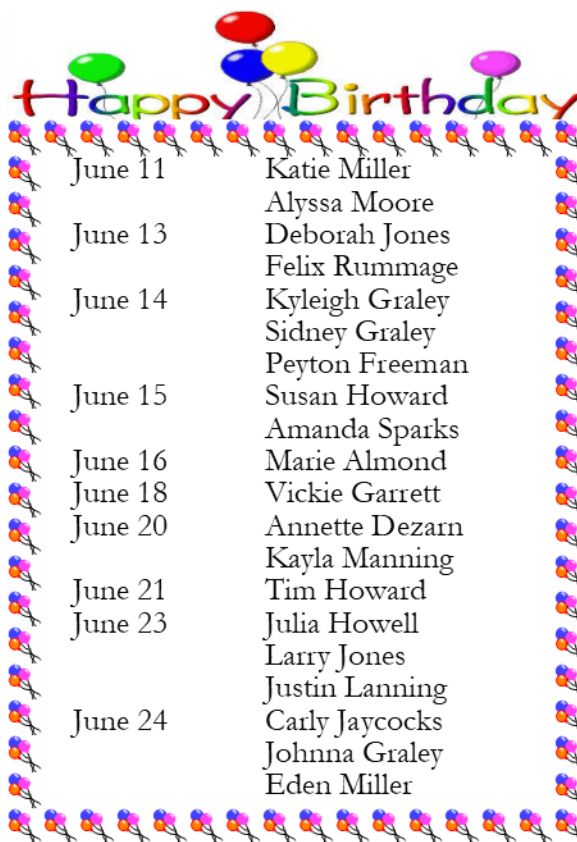 Happy Birthday
June 11 Katie Miller
Alyssa Moore
June 13 Deborah Jones
Felix Rummage
June 14 Kyleigh Graley
Sidney Graley
Peyton Freeman
June 15 Susan Howard
Amanda Sparks
June 16 Marie Almond
June 18 Vickie Garrett
June 20 Annette Dezarn
Kayla Manning
June 21 Tim Howard
June 23 Julia Howell
Larry Jones
Justin Lanning
June 24 Carly Jaycocks
Johnna Graley
Eden Miller